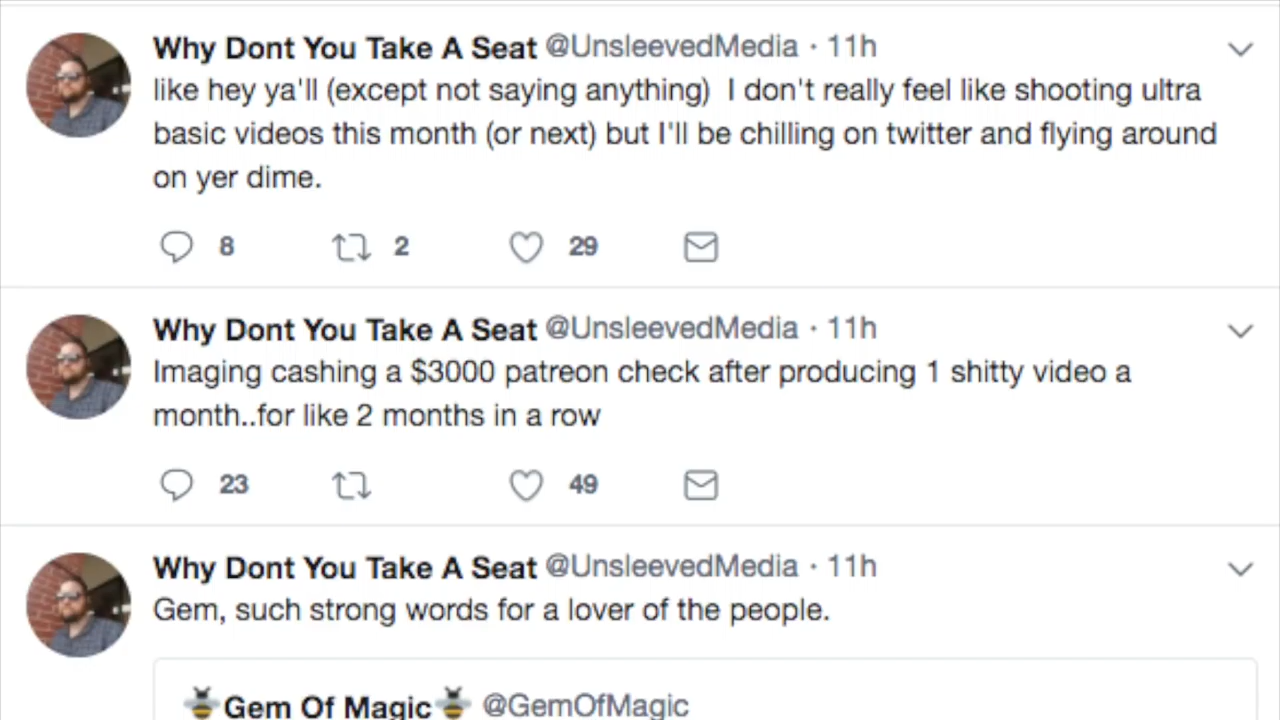 Why Dont You Take A Seat @UnsleevedMedia · 11h
like hey ya'll (except not saying anything)  I don't really feel like shooting ultra
basic videos this month (or next) but I'll be chilling on twitter and flying around
on yer dime.
8 2 29
Why Dont You Take A Seat @UnsleevedMedia · 11h
Imaging cashing a $3000 patreon check after producing 1 shitty video a
month..for like 2 months in a row
23 49
Why Dont You Take A Seat @UnsleevedMedia · 11h
Gem, such strong words for a lover of the people.
🐝Gem Of Magic🐝 @GemOfMagic